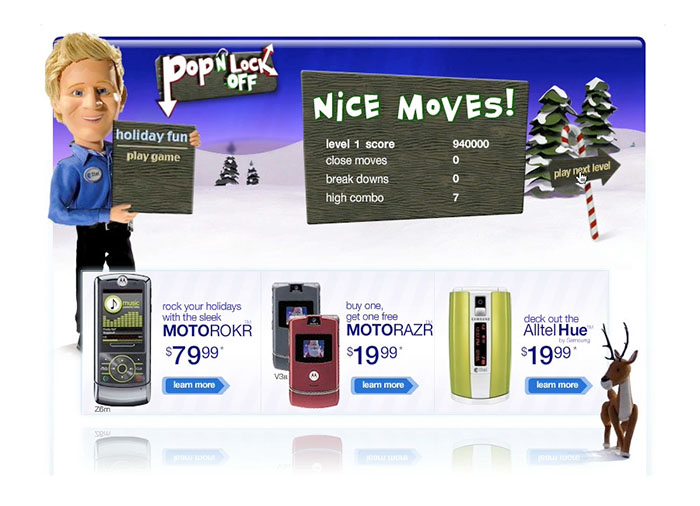 POP N' LOCK
OFF
holiday fun
play game
NiCE MOVES!
level 1 score 940000
close moves 0
break downs 0
high combo 7
play next level
rock your holidays
with the sleek
MOTOROKR™
$79.99*
learn more
Z6m
music
buy one,
get one free
MOTORAZR™
$19.99*
learn more
V3a
deck out the
Alltel Hue™
by Samsung
$19.99*
learn more
SAMSUNG